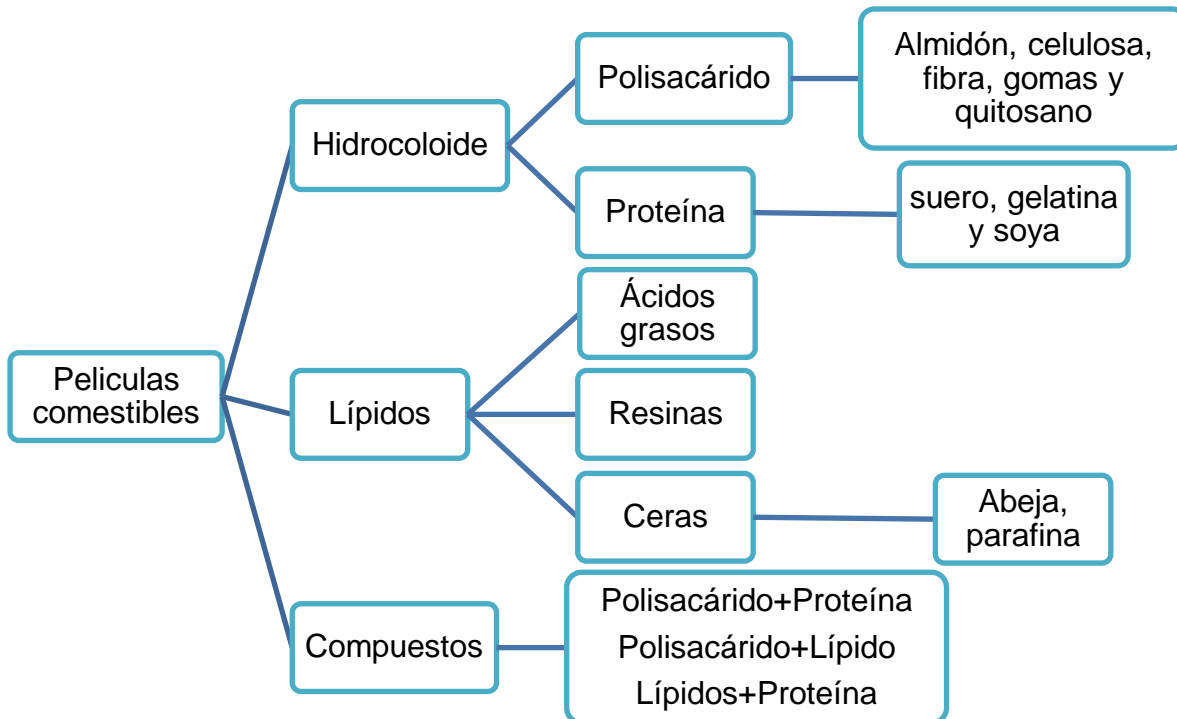 Peliculas
comestibles
Hidrocoloide
Polisacárido
Almidón, celulosa,
fibra, gomas y
quitosano
Proteína
suero, gelatina
y soya
Lípidos
Ácidos
grasos
Resinas
Ceras
Abeja,
parafina
Compuestos
Polisacárido+Proteína
Polisacárido+Lípido
Lípidos+Proteína